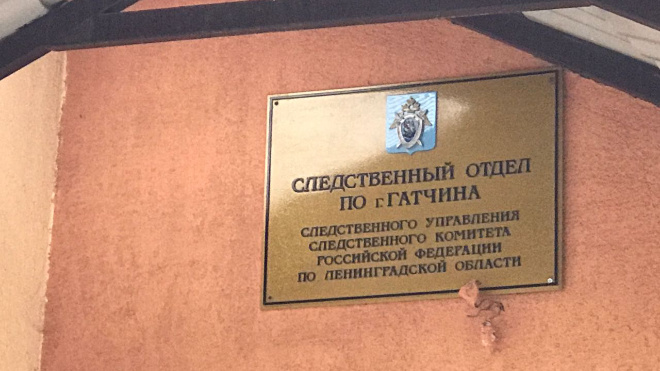 СЛЕДСТВЕННЫЙ ОТДЕЛ
ПО г. ГАТЧИНА
СЛЕДСТВЕННОГО УПРАВЛЕНИЯ
СЛЕДСТВЕННОГО КОМИТЕТА
РОССИЙСКОЙ ФЕДЕРАЦИИ
ПО ЛЕНИНГРАДСКОЙ ОБЛАСТИ